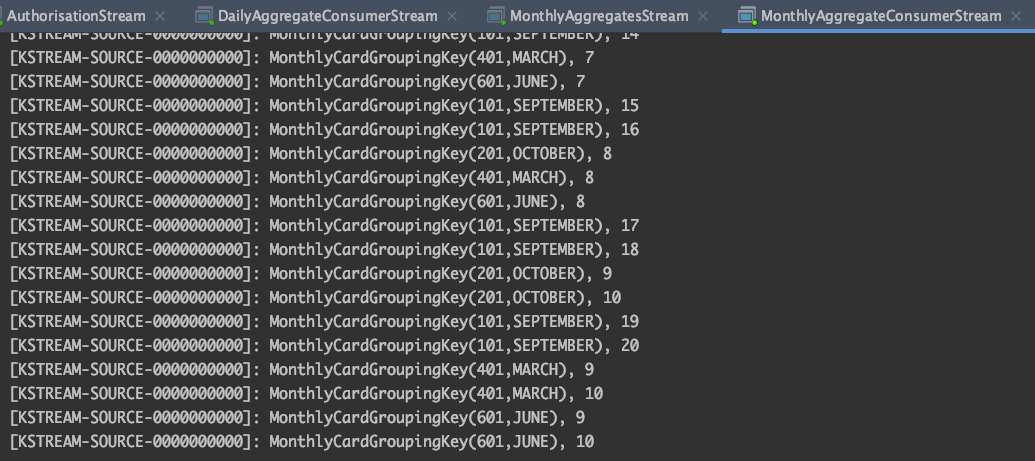 AuthorisationStream × DailyAggregateConsumerStream × MonthlyAggregatesStream × MonthlyAggregateConsumerStream ×
[KSTREAM-SOURCE-0000000000]: MonthlyCardGroupingKey(101,SEPTEMBER), 14
[KSTREAM-SOURCE-0000000000]: MonthlyCardGroupingKey(401,MARCH), 7
[KSTREAM-SOURCE-0000000000]: MonthlyCardGroupingKey(601,JUNE), 7
[KSTREAM-SOURCE-0000000000]: MonthlyCardGroupingKey(101,SEPTEMBER), 15
[KSTREAM-SOURCE-0000000000]: MonthlyCardGroupingKey(101,SEPTEMBER), 16
[KSTREAM-SOURCE-0000000000]: MonthlyCardGroupingKey(201,OCTOBER), 8
[KSTREAM-SOURCE-0000000000]: MonthlyCardGroupingKey(401,MARCH), 8
[KSTREAM-SOURCE-0000000000]: MonthlyCardGroupingKey(601,JUNE), 8
[KSTREAM-SOURCE-0000000000]: MonthlyCardGroupingKey(101,SEPTEMBER), 17
[KSTREAM-SOURCE-0000000000]: MonthlyCardGroupingKey(101,SEPTEMBER), 18
[KSTREAM-SOURCE-0000000000]: MonthlyCardGroupingKey(201,OCTOBER), 9
[KSTREAM-SOURCE-0000000000]: MonthlyCardGroupingKey(201,OCTOBER), 10
[KSTREAM-SOURCE-0000000000]: MonthlyCardGroupingKey(101,SEPTEMBER), 19
[KSTREAM-SOURCE-0000000000]: MonthlyCardGroupingKey(101,SEPTEMBER), 20
[KSTREAM-SOURCE-0000000000]: MonthlyCardGroupingKey(401,MARCH), 9
[KSTREAM-SOURCE-0000000000]: MonthlyCardGroupingKey(401,MARCH), 10
[KSTREAM-SOURCE-0000000000]: MonthlyCardGroupingKey(601,JUNE), 9
[KSTREAM-SOURCE-0000000000]: MonthlyCardGroupingKey(601,JUNE), 10